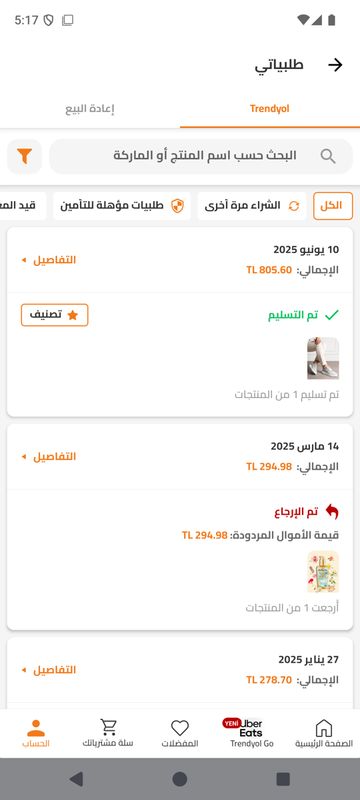 5:17
طلبياتي
Trendyol
إعادة البيع
البحث حسب اسم المنتج أو الماركة
الكل
الشراء مرة أخرى
طلبيات مؤهلة للتأمين
قيد المع
10 يونيو 2025
الإجمالي: 805.60 TL
التفاصيل
تم التسليم
تصنيف
تم تسليم 1 من المنتجات
14 مارس 2025
الإجمالي: 294.98 TL
التفاصيل
تم الإرجاع
قيمة الأموال المردودة: 294.98 TL
أُرجعت 1 من المنتجات
27 يناير 2025
الإجمالي: 278.70 TL
التفاصيل
الصفحة الرئيسية
YENİ Uber Eats
Trendyol Go
المفضلات
سلة مشترياتك
الحساب